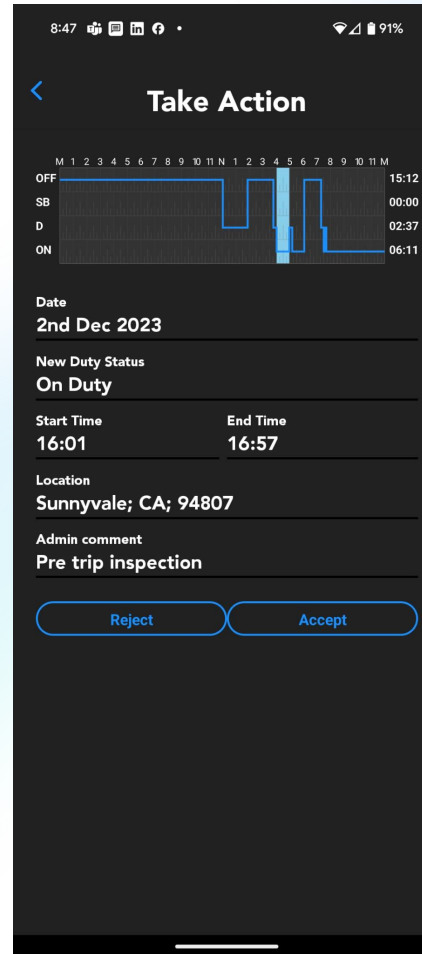 8:47 in 91%
Take Action
M 1 2 3 4 5 6 7 8 9 10 11 N 1 2 3 4 5 6 7 8 9 10 11 M
OFF 15:12
SB 00:00
D 02:37
ON 06:11
Date
2nd Dec 2023
New Duty Status
On Duty
Start Time End Time
16:01 16:57
Location
Sunnyvale; CA; 94807
Admin comment
Pre trip inspection
Reject Accept